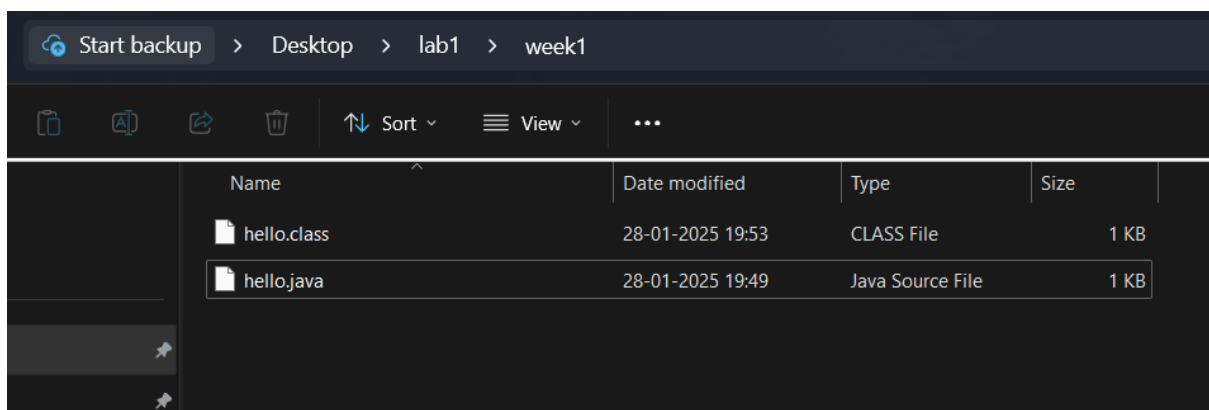 Start backup > Desktop > lab1 > week1
Sort View ...
Name Date modified Type Size
hello.class 28-01-2025 19:53 CLASS File 1 KB
hello.java 28-01-2025 19:49 Java Source File 1 KB